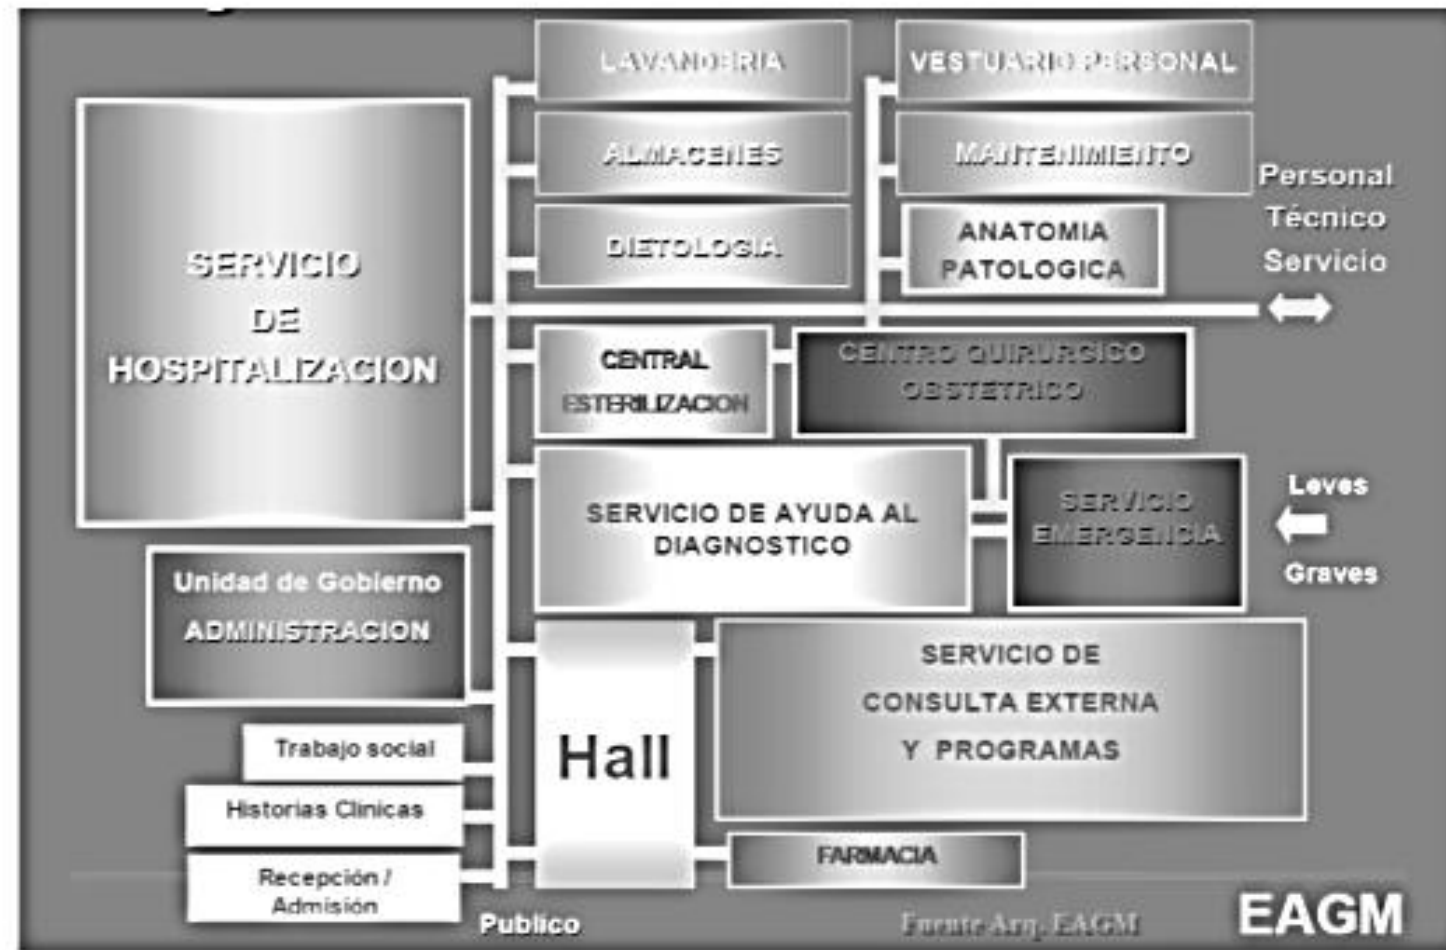 LAVANDERIA
VESTUARIO PERSONAL
ALMACENES
MANTENIMIENTO
Personal
Técnico
Servicio
DIETOLOGIA
ANATOMIA
PATOLOGICA
SERVICIO
DE
HOSPITALIZACION
CENTRAL
ESTERILIZACION
CENTRO QUIRURGICO
OBSTETRICO
SERVICIO DE AYUDA AL
DIAGNOSTICO
SERVICIO
EMERGENCIA
Leves
Graves
Unidad de Gobierno
ADMINISTRACION
Hall
SERVICIO DE
CONSULTA EXTERNA
Y PROGRAMAS
Trabajo social
Historias Clinicas
Recepción /
Admisión
FARMACIA
Publico
Fuente Arq. EAGM
EAGM